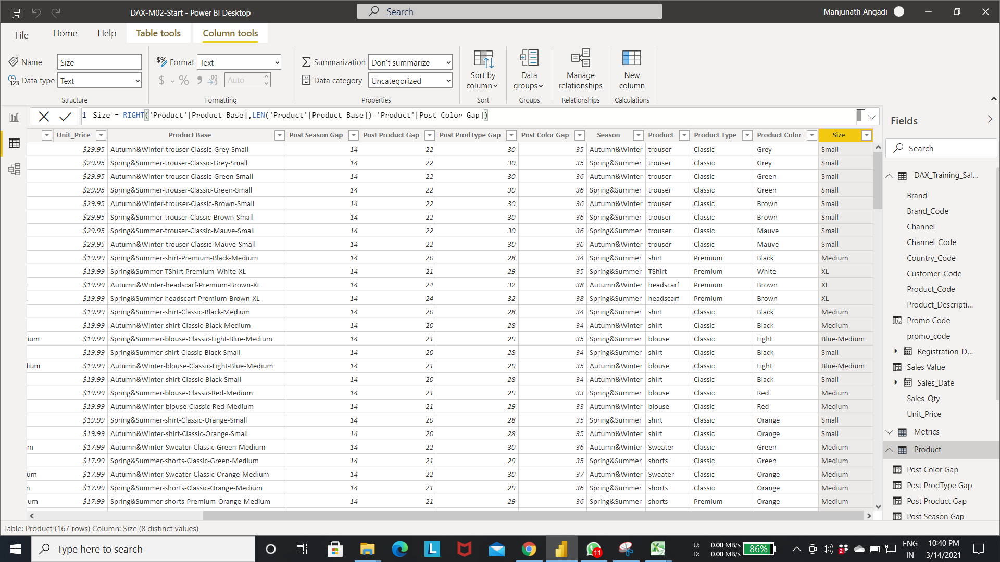 DAX-M02-Start - Power BI Desktop
Search
Manjunath Angadi
File Home Help Table tools Column tools
Name Size
Data type Text
Structure
$% Format Text
$ % 9 .00 Auto
Formatting
Summarization Don't summarize
Data category Uncategorized
Properties
Sort by column
Sort
Data groups
Groups
Manage relationships
Relationships
New column
Calculations
1 Size = RIGHT('Product'[Product Base],LEN('Product'[Product Base])-'Product'[Post Color Gap])
Unit_Price Product Base Post Season Gap Post Product Gap Post ProdType Gap Post Color Gap Season Product Product Type Product Color Size
$29.95 Autumn&Winter-trouser-Classic-Grey-Small 14 22 30 35 Autumn&Winter trouser Classic Grey Small
$29.95 Spring&Summer-trouser-Classic-Grey-Small 14 22 30 35 Spring&Summer trouser Classic Grey Small
$29.95 Autumn&Winter-trouser-Classic-Green-Small 14 22 30 36 Autumn&Winter trouser Classic Green Small
$29.95 Spring&Summer-trouser-Classic-Green-Small 14 22 30 36 Spring&Summer trouser Classic Green Small
$29.95 Autumn&Winter-trouser-Classic-Brown-Small 14 22 30 36 Autumn&Winter trouser Classic Brown Small
$29.95 Spring&Summer-trouser-Classic-Brown-Small 14 22 30 36 Spring&Summer trouser Classic Brown Small
$29.95 Spring&Summer-trouser-Classic-Mauve-Small 14 22 30 36 Spring&Summer trouser Classic Mauve Small
$29.95 Autumn&Winter-trouser-Classic-Mauve-Small 14 22 30 36 Autumn&Winter trouser Classic Mauve Small
$19.99 Spring&Summer-shirt-Premium-Black-Medium 14 20 28 34 Spring&Summer shirt Premium Black Medium
$19.99 Spring&Summer-TShirt-Premium-White-XL 14 21 29 35 Spring&Summer TShirt Premium White XL
$19.99 Autumn&Winter-headscarf-Premium-Brown-XL 14 24 32 38 Autumn&Winter headscarf Premium Brown XL
$19.99 Spring&Summer-headscarf-Premium-Brown-XL 14 24 32 38 Spring&Summer headscarf Premium Brown XL
$19.99 Spring&Summer-shirt-Classic-Black-Medium 14 20 28 34 Spring&Summer shirt Classic Black Medium
$19.99 Autumn&Winter-shirt-Classic-Black-Medium 14 20 28 34 Autumn&Winter shirt Classic Black Medium
ium $19.99 Spring&Summer-blouse-Classic-Light-Blue-Medium 14 21 29 35 Spring&Summer blouse Classic Light Blue-Medium
$19.99 Spring&Summer-shirt-Classic-Black-Small 14 20 28 34 Spring&Summer shirt Classic Black Small
lium $19.99 Autumn&Winter-blouse-Classic-Light-Blue-Medium 14 21 29 35 Autumn&Winter blouse Classic Light Blue-Medium
$19.99 Autumn&Winter-shirt-Classic-Black-Small 14 20 28 34 Autumn&Winter shirt Classic Black Small
$19.99 Spring&Summer-blouse-Classic-Red-Medium 14 21 29 33 Spring&Summer blouse Classic Red Medium
$19.99 Autumn&Winter-blouse-Classic-Red-Medium 14 21 29 33 Autumn&Winter blouse Classic Red Medium
$19.99 Spring&Summer-shirt-Classic-Orange-Small 14 20 28 35 Spring&Summer shirt Classic Orange Small
$19.99 Autumn&Winter-shirt-Classic-Orange-Small 14 20 28 35 Autumn&Winter shirt Classic Orange Small
m $17.99 Autumn&Winter-Sweater-Classic-Green-Medium 14 22 30 36 Autumn&Winter Sweater Classic Green Medium
$17.99 Spring&Summer-shorts-Classic-Green-Medium 14 21 29 35 Spring&Summer shorts Classic Green Medium
um $17.99 Autumn&Winter-Sweater-Classic-Orange-Medium 14 22 30 37 Autumn&Winter Sweater Classic Orange Medium
$17.99 Spring&Summer-shorts-Classic-Orange-Medium 14 21 29 36 Spring&Summer shorts Classic Orange Medium
um $17.99 Spring&Summer-shorts-Premium-Orange-Medium 14 21 29 36 Spring&Summer shorts Premium Orange Medium
Fields
Search
DAX_Training_Sal...
Brand
Brand_Code
Channel
Channel_Code
Country_Code
Customer_Code
Product_Code
Product_Descripti...
Promo Code
promo_code
Registration_D...
Sales Value
Sales_Date
Sales_Qty
Unit_Price
Metrics
Product
Post Color Gap
Post ProdType Gap
Post Product Gap
Post Season Gap
Table: Product (167 rows) Column: Size (8 distinct values)
Type here to search
L
11
U: 0.00 MB/s
D: 0.00 MB/s
86%
2
ENG
IN
10:40 PM
3/14/2021